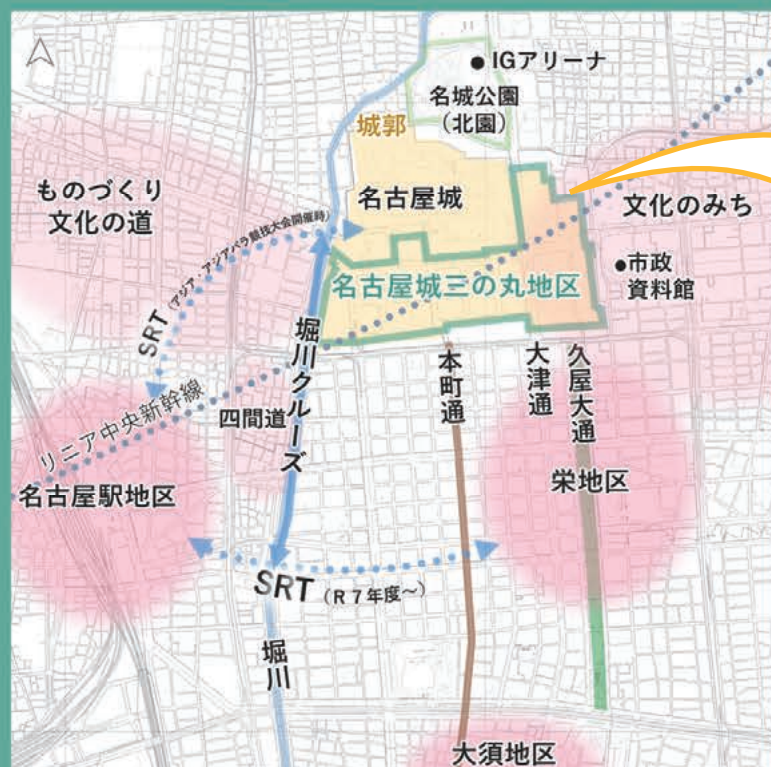 IGアリーナ
名城公園
（北園）
城郭
ものづくり
文化の道
名古屋城
文化のみち
SRT（アジア・アジアパラ競技大会開催時）
市政
資料館
名古屋城三の丸地区
堀川クルーズ
本町通
大津通
久屋大通
リニア中央新幹線
四間道
名古屋駅地区
栄地区
SRT（R７年度～）
堀川
大須地区